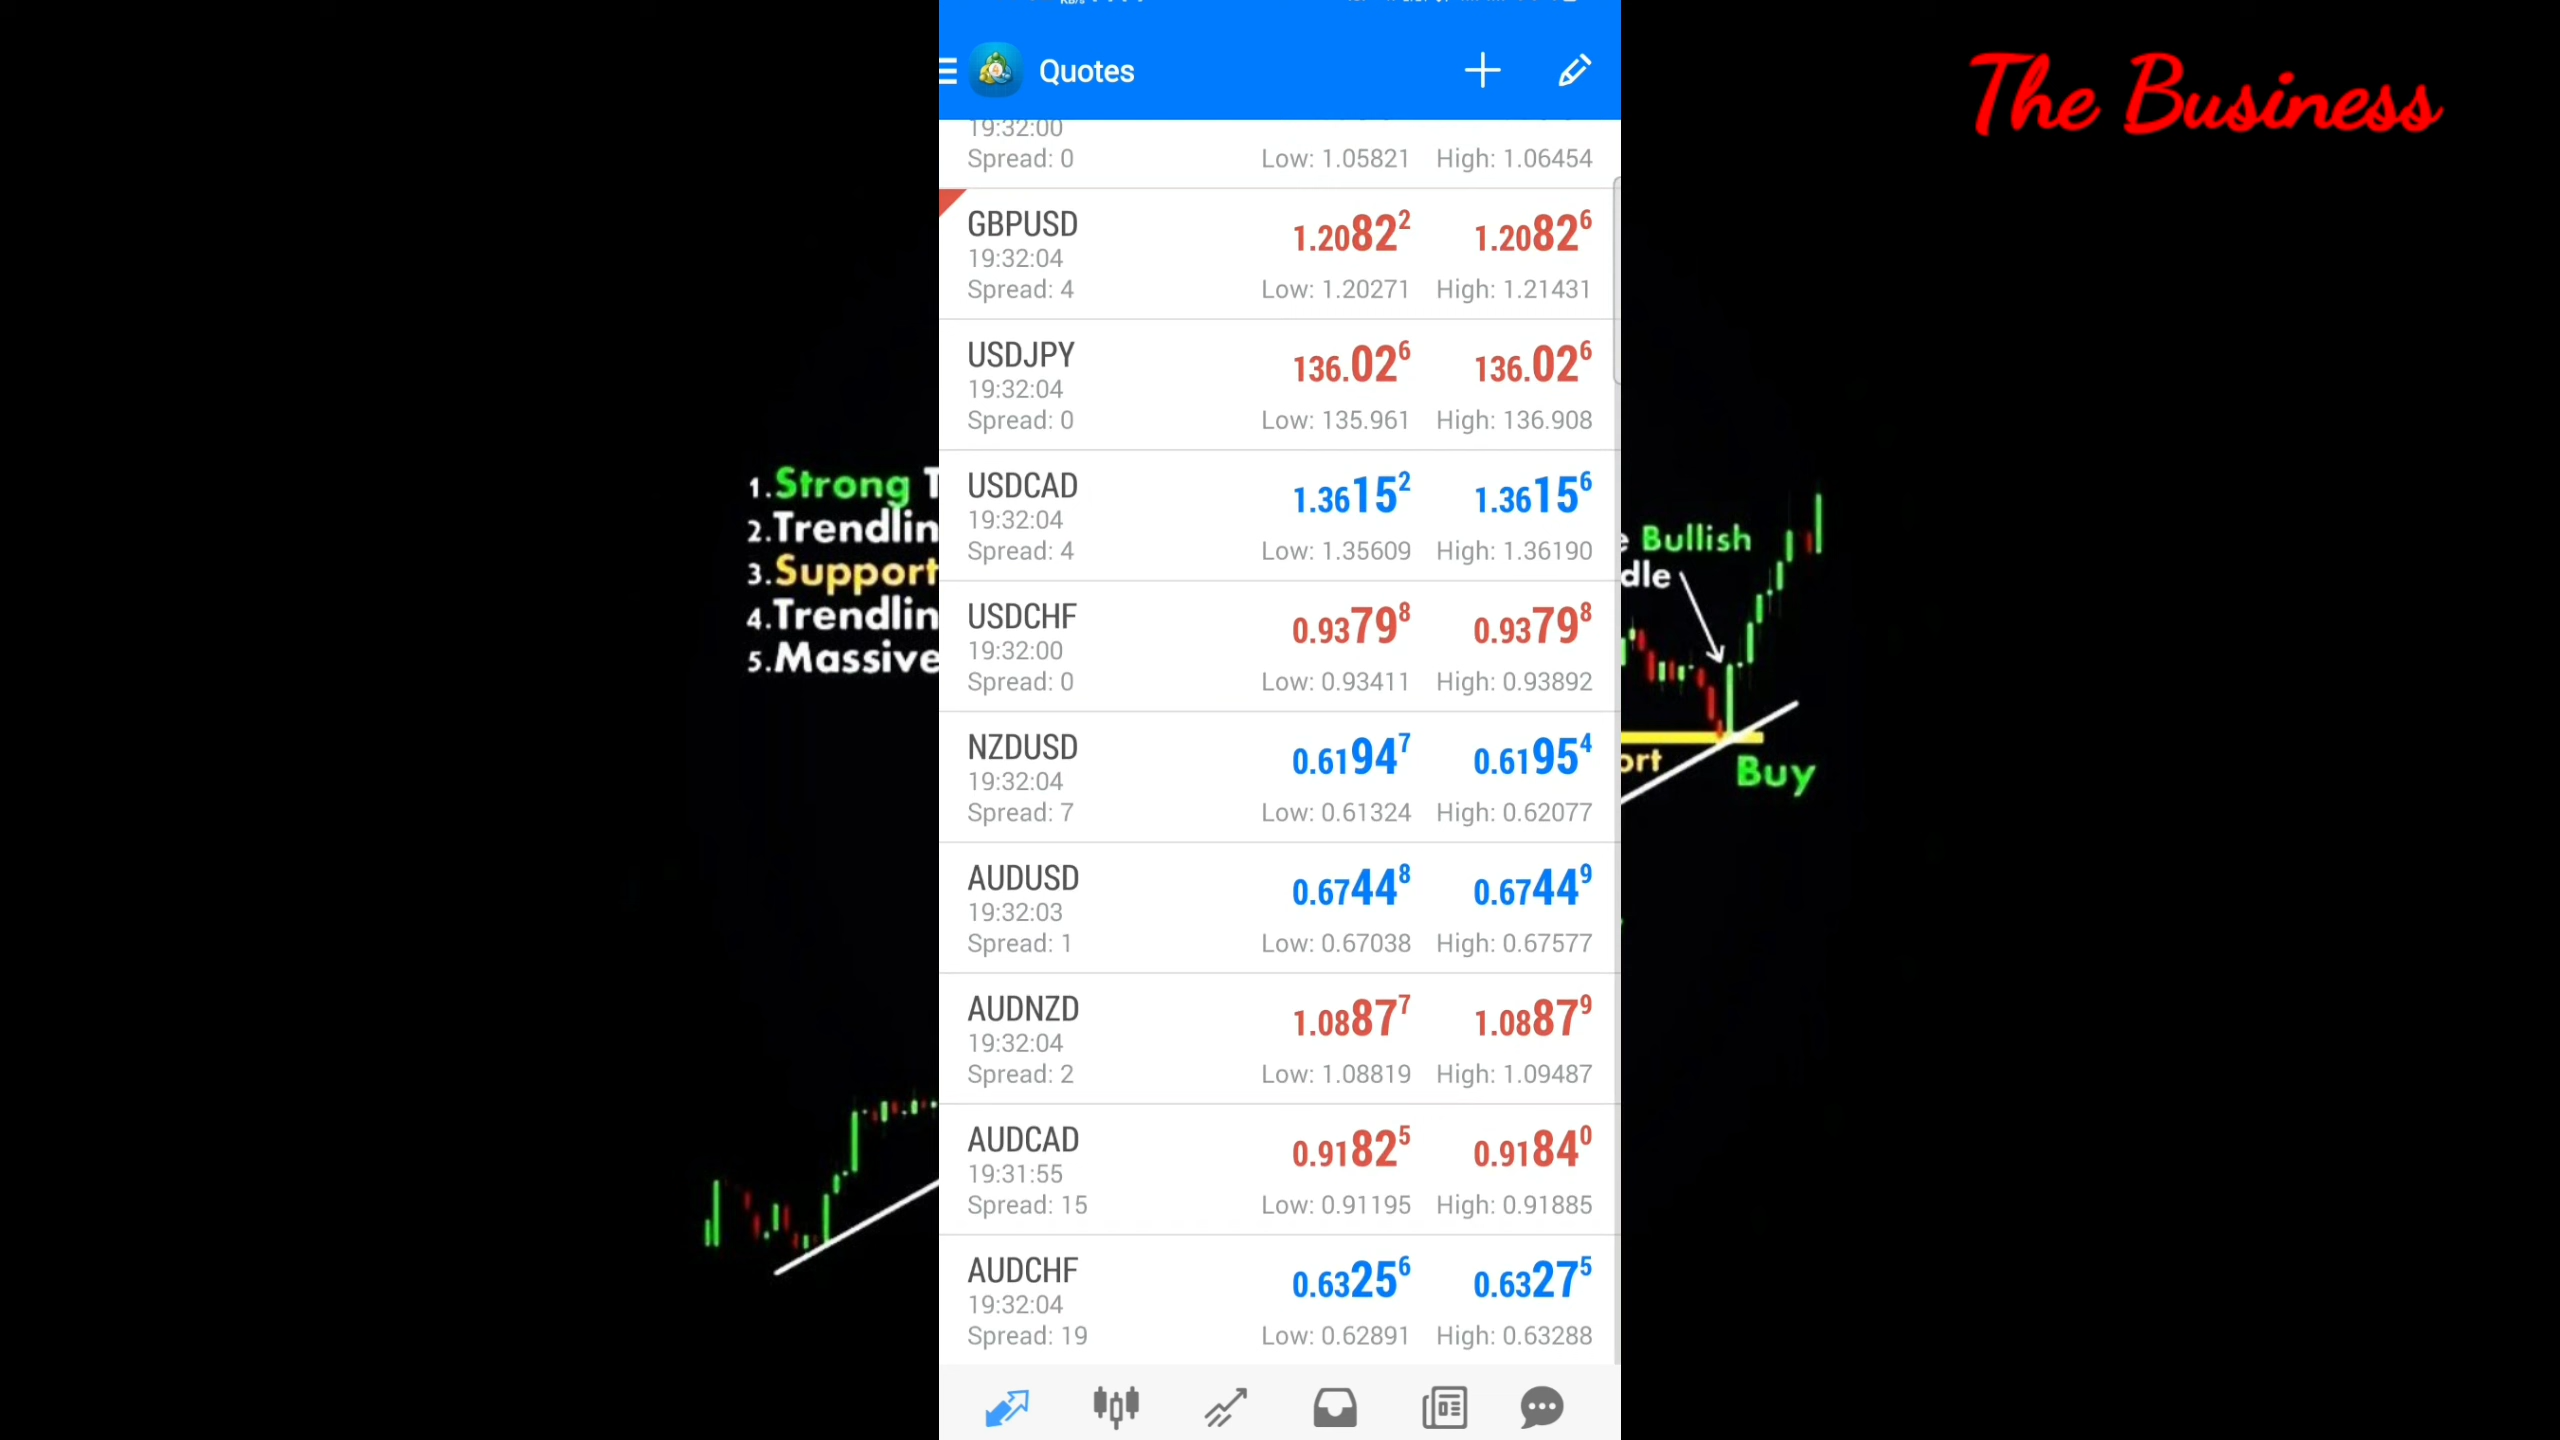 The Business
Quotes
19:32:00
Spread: 0 Low: 1.05821 High: 1.06454
GBPUSD 1.20822 1.20826
19:32:04
Spread: 4 Low: 1.20271 High: 1.21431
USDJPY 136.026 136.026
19:32:04
Spread: 0 Low: 135.961 High: 136.908
USDCAD 1.36152 1.36156
19:32:04
Spread: 4 Low: 1.35609 High: 1.36190
USDCHF 0.93798 0.93798
19:32:00
Spread: 0 Low: 0.93411 High: 0.93892
NZDUSD 0.61947 0.61954
19:32:04
Spread: 7 Low: 0.61324 High: 0.62077
AUDUSD 0.67448 0.67449
19:32:03
Spread: 1 Low: 0.67038 High: 0.67577
AUDNZD 1.08877 1.08879
19:32:04
Spread: 2 Low: 1.08819 High: 1.09487
AUDCAD 0.91825 0.91840
19:31:55
Spread: 15 Low: 0.91195 High: 0.91885
AUDCHF 0.63256 0.63275
19:32:04
Spread: 19 Low: 0.62891 High: 0.63288
1.Strong T
2.Trendlin
3.Support
4.Trendlin
5.Massive
Bullish
dle
ort
Buy